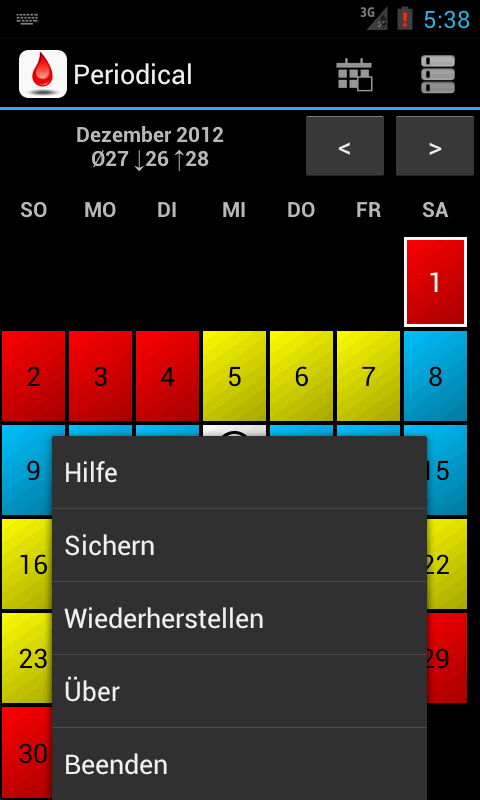 3G 5:38
Periodical
Dezember 2012
Ø27 ↓26 ↑28
< >
SO MO DI MI DO FR SA
1
2 3 4 5 6 7 8
9 15
16 22
23 29
30
Hilfe
Sichern
Wiederherstellen
Über
Beenden